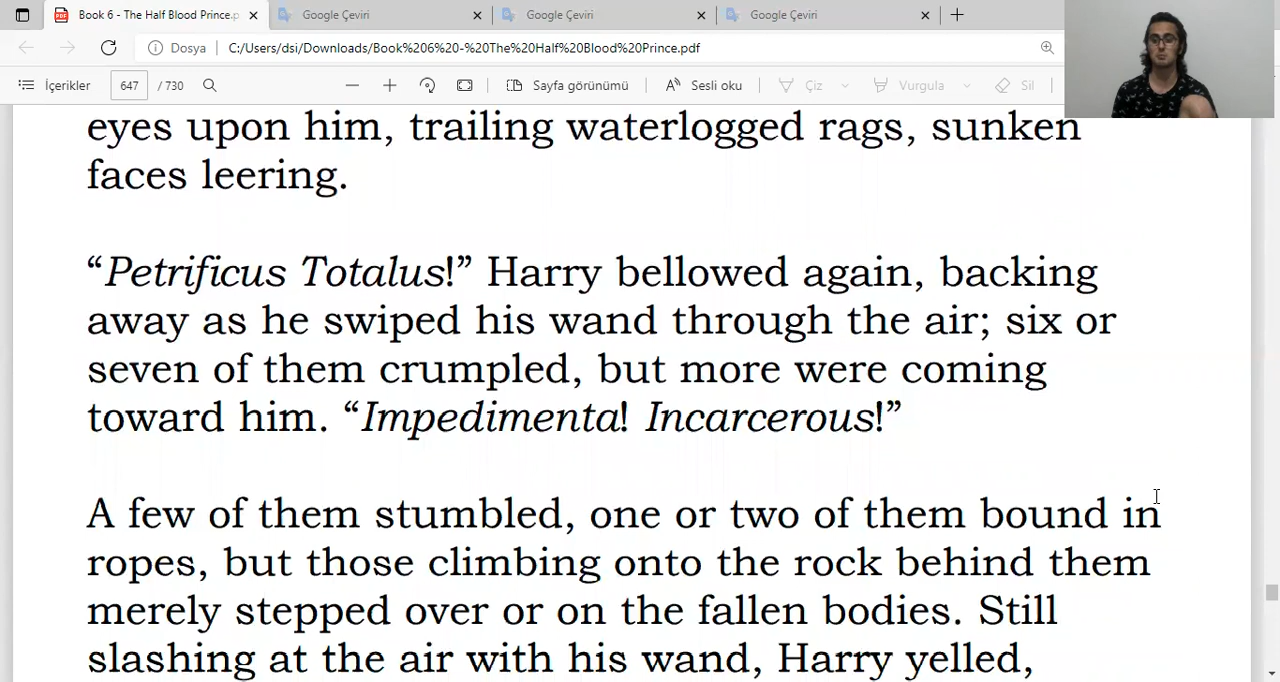 Book 6 - The Half Blood Prince.p
Google Çeviri
Google Çeviri
Google Çeviri
Dosya
C:/Users/dsi/Downloads/Book%206%20-%20The%20Half%20Blood%20Prince.pdf
İçerikler
647
/ 730
Sayfa görünümü
Sesli oku
Çiz
Vurgula
Sil
eyes upon him, trailing waterlogged rags, sunken
faces leering.
“Petrificus Totalus!” Harry bellowed again, backing
away as he swiped his wand through the air; six or
seven of them crumpled, but more were coming
toward him. “Impedimenta! Incarcerous!”
A few of them stumbled, one or two of them bound in
ropes, but those climbing onto the rock behind them
merely stepped over or on the fallen bodies. Still
slashing at the air with his wand, Harry yelled,